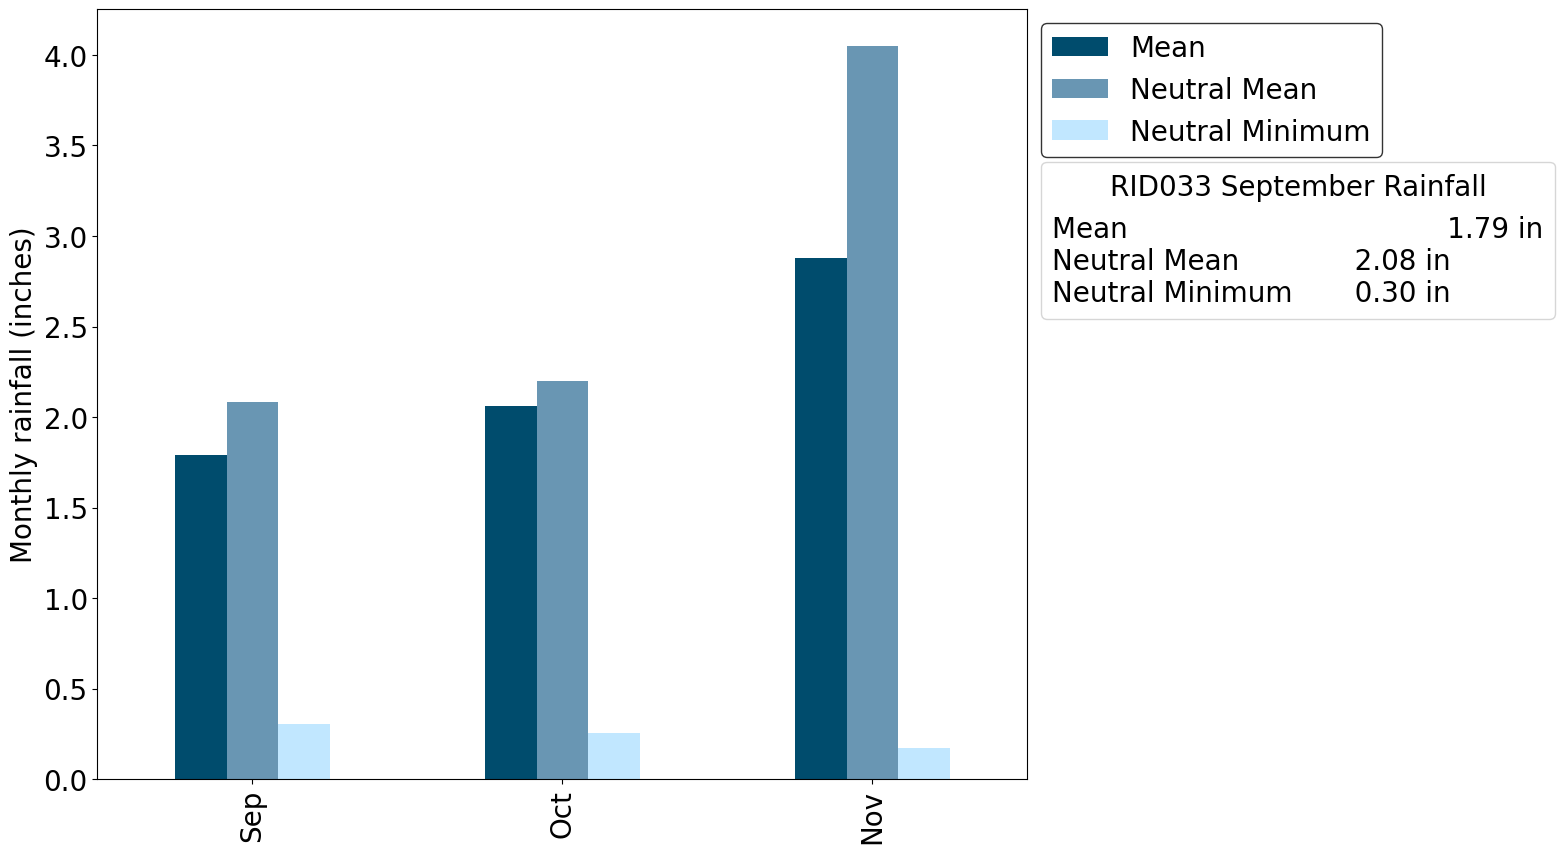 Monthly rainfall (inches)
4.0
3.5
3.0
2.5
2.0
1.5
1.0
0.5
0.0
Sep
Oct
Nov
Mean
Neutral Mean
Neutral Minimum
RID033 September Rainfall
Mean 1.79 in
Neutral Mean 2.08 in
Neutral Minimum 0.30 in